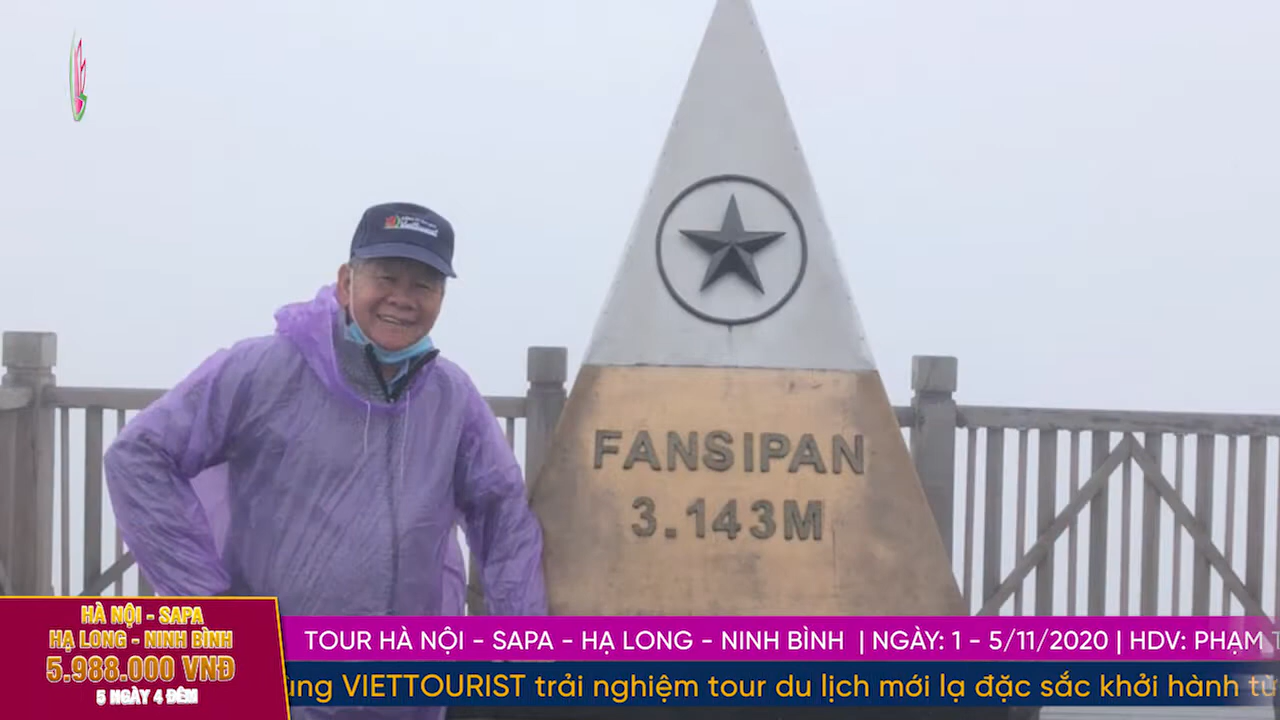 FANSIPAN
3.143M
HÀ NỘI - SAPA
HẠ LONG - NINH BÌNH
5.988.000 VNĐ
5 NGÀY 4 ĐÊM
TOUR HÀ NỘI - SAPA - HẠ LONG - NINH BÌNH | NGÀY: 1 - 5/11/2020 | HDV: PHẠM
VIETTOURIST trải nghiệm tour du lịch mới lạ đặc sắc khởi hành từ